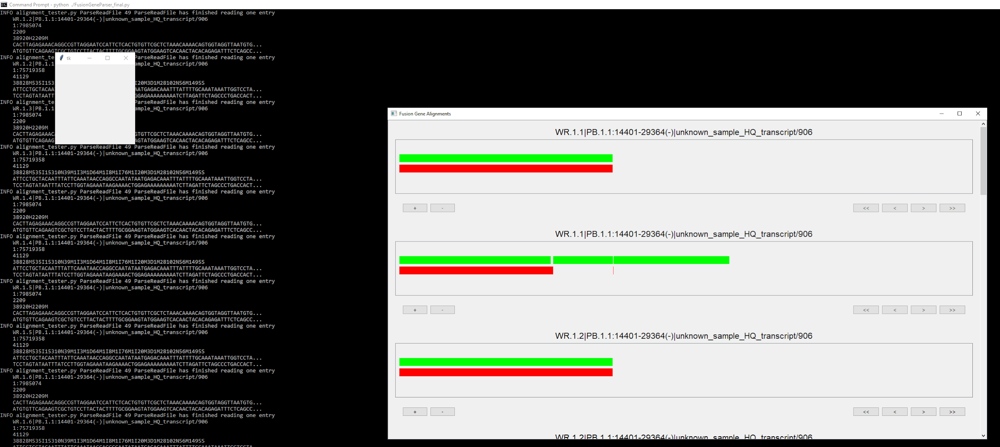 Command Prompt - python ./FusionGeneParser_final.py
INFO alignment_tester.py ParseReadFile 49 ParseReadFile has finished reading one entry
WR.1.2|PB.1.1:14401-29364(-)|unknown_sample_HQ_transcript/906
1:7985074
2209
38920H2209M
CACTTAGAGAAACAGGCCGTTAGGAATCCATTCTCACTGTGTTCGCTCTAAACAAAACAGTGGTAGGTTAATGTG...
ATGTGTTCAGAAGTCGCTGTCCTTACTACTTTTGCGGAAGTATGGAAGTCACAACTACACAGAGATTTCTCAGCC...
INFO alignment_te ParseReadFile has finished reading one entry
WR.1.2|PB.1.1 ample_HQ_transcript/906
1:75719358
41129
38828M535I153 I20M3D1M28102N56M1495S
ATTCCTGCTACAA AATGAGACAAATTTATTTTGCAAATAAATTGGTCCTA...
TCCTAGTATAATT GGAGAAAAAAAAATCTTAGATTCTAGCCCTGACCACT...
INFO alignment_te ParseReadFile has finished reading one entry
WR.1.3|PB.1.1 ample_HQ_transcript/906
1:7985074
2209
38920H2209M
CACTTAGAGAAAC GTGTTCGCTCTAAACAAAACAGTGGTAGGTTAATGTG...
ATGTGTTCAGAAG AGTATGGAAGTCACAACTACACAGAGATTTCTCAGCC...
INFO alignment_tester.py ParseReadFile 49 ParseReadFile has finished reading one entry
WR.1.3|PB.1.1:14401-29364(-)|unknown_sample_HQ_transcript/906
1:75719358
41129
38828M535I15310N39M1I3M1D64M1I8M1I76M1I20M3D1M28102N56M1495S
ATTCCTGCTACAATTTATTCAAATAACCAGGCCAATATAATGAGACAAATTTATTTTGCAAATAAATTGGTCCTA...
TCCTAGTATAATTTATCCTTGGTAGAAATAAGAAAACTGGAGAAAAAAAAATCTTAGATTCTAGCCCTGACCACT...
INFO alignment_tester.py ParseReadFile 49 ParseReadFile has finished reading one entry
WR.1.4|PB.1.1:14401-29364(-)|unknown_sample_HQ_transcript/906
1:7985074
2209
38920H2209M
CACTTAGAGAAACAGGCCGTTAGGAATCCATTCTCACTGTGTTCGCTCTAAACAAAACAGTGGTAGGTTAATGTG...
ATGTGTTCAGAAGTCGCTGTCCTTACTACTTTTGCGGAAGTATGGAAGTCACAACTACACAGAGATTTCTCAGCC...
INFO alignment_tester.py ParseReadFile 49 ParseReadFile has finished reading one entry
WR.1.4|PB.1.1:14401-29364(-)|unknown_sample_HQ_transcript/906
1:75719358
41129
38828M535I15310N39M1I3M1D64M1I8M1I76M1I20M3D1M28102N56M1495S
ATTCCTGCTACAATTTATTCAAATAACCAGGCCAATATAATGAGACAAATTTATTTTGCAAATAAATTGGTCCTA...
TCCTAGTATAATTTATCCTTGGTAGAAATAAGAAAACTGGAGAAAAAAAAATCTTAGATTCTAGCCCTGACCACT...
INFO alignment_tester.py ParseReadFile 49 ParseReadFile has finished reading one entry
WR.1.5|PB.1.1:14401-29364(-)|unknown_sample_HQ_transcript/906
1:7985074
2209
38920H2209M
CACTTAGAGAAACAGGCCGTTAGGAATCCATTCTCACTGTGTTCGCTCTAAACAAAACAGTGGTAGGTTAATGTG...
ATGTGTTCAGAAGTCGCTGTCCTTACTACTTTTGCGGAAGTATGGAAGTCACAACTACACAGAGATTTCTCAGCC...
INFO alignment_tester.py ParseReadFile 49 ParseReadFile has finished reading one entry
WR.1.5|PB.1.1:14401-29364(-)|unknown_sample_HQ_transcript/906
1:75719358
41129
38828M535I15310N39M1I3M1D64M1I8M1I76M1I20M3D1M28102N56M1495S
ATTCCTGCTACAATTTATTCAAATAACCAGGCCAATATAATGAGACAAATTTATTTTGCAAATAAATTGGTCCTA...
TCCTAGTATAATTTATCCTTGGTAGAAATAAGAAAACTGGAGAAAAAAAAATCTTAGATTCTAGCCCTGACCACT...
INFO alignment_tester.py ParseReadFile 49 ParseReadFile has finished reading one entry
WR.1.6|PB.1.1:14401-29364(-)|unknown_sample_HQ_transcript/906
1:7985074
2209
38920H2209M
CACTTAGAGAAACAGGCCGTTAGGAATCCATTCTCACTGTGTTCGCTCTAAACAAAACAGTGGTAGGTTAATGTG...
ATGTGTTCAGAAGTCGCTGTCCTTACTACTTTTGCGGAAGTATGGAAGTCACAACTACACAGAGATTTCTCAGCC...
INFO alignment_tester.py ParseReadFile 49 ParseReadFile has finished reading one entry
WR.1.6|PB.1.1:14401-29364(-)|unknown_sample_HQ_transcript/906
1:75719358
41129
38828M535I15310N39M1I3M1D64M1I8M1I76M1I20M3D1M28102N56M1495S
tk
Fusion Gene Alignments
WR.1.1|PB.1.1:14401-29364(-)|unknown_sample_HQ_transcript/906
+ - << < > >>
WR.1.1|PB.1.1:14401-29364(-)|unknown_sample_HQ_transcript/906
+ - << < > >>
WR.1.2|PB.1.1:14401-29364(-)|unknown_sample_HQ_transcript/906
+ - << < > >>
WR.1.2|PB.1.1:14401-29364(-)|unknown_sample_HQ_transcript/906